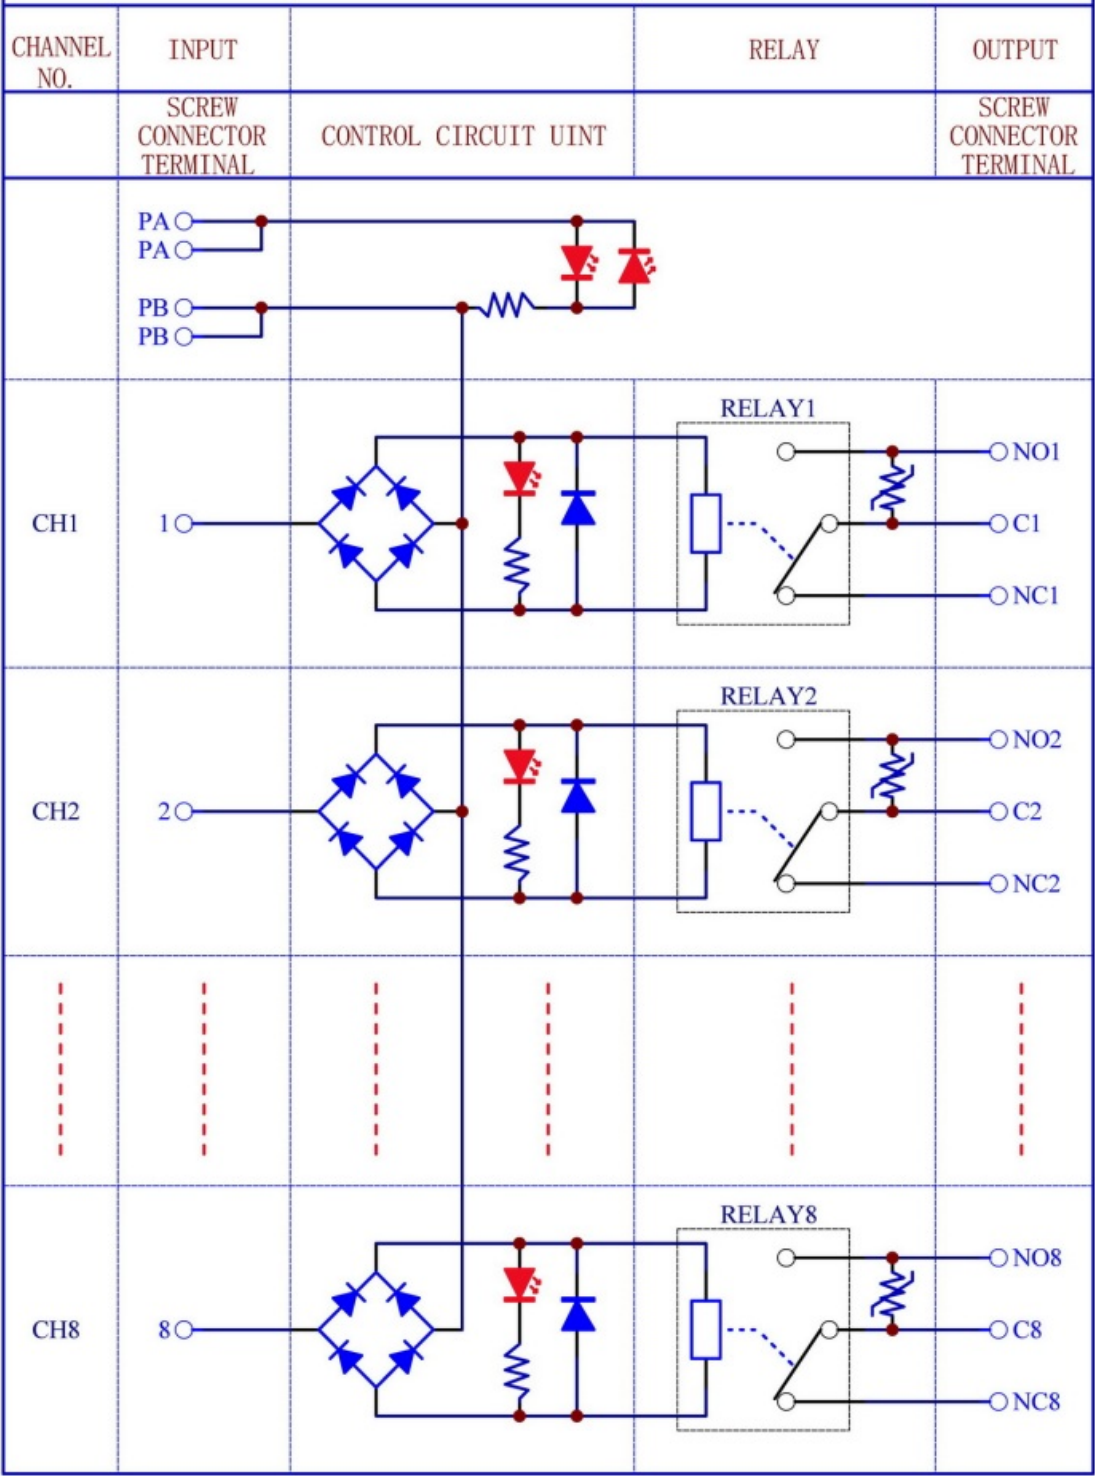 CHANNEL NO.
INPUT
RELAY
OUTPUT
SCREW CONNECTOR TERMINAL
CONTROL CIRCUIT UINT
SCREW CONNECTOR TERMINAL
PA
PA
PB
PB
RELAY1
NO1
CH1
1
C1
NC1
RELAY2
NO2
CH2
2
C2
NC2
RELAY8
NO8
CH8
8
C8
NC8